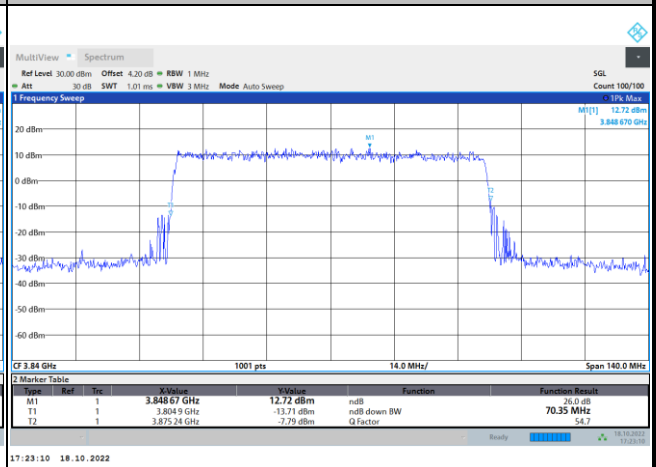 MultiView Spectrum
Ref Level 30.00 dBm Offset 4.20 dB RBW 1 MHz SGL
Att 30 dB SWT 1.01 ms VBW 3 MHz Mode Auto Sweep Count 100/100
1 Frequency Sweep 1Pk Max
M1[1] 12.72 dBm
3.848 670 GHz
20 dBm
M1
10 dBm
0 dBm
T2
-10 dBm
T1
-20 dBm
-30 dBm
-40 dBm
-50 dBm
-60 dBm
CF 3.84 GHz 1001 pts 14.0 MHz/ Span 140.0 MHz
2 Marker Table
Type Ref Trc X-Value Y-Value Function Function Result
M1 1 3.848 67 GHz 12.72 dBm ndB 26.0 dB
T1 1 3.804 9 GHz -13.71 dBm ndB down BW 70.35 MHz
T2 1 3.875 24 GHz -7.79 dBm Q Factor 54.7
Ready 18.10.2022
17:23:10
17:23:10 18.10.2022